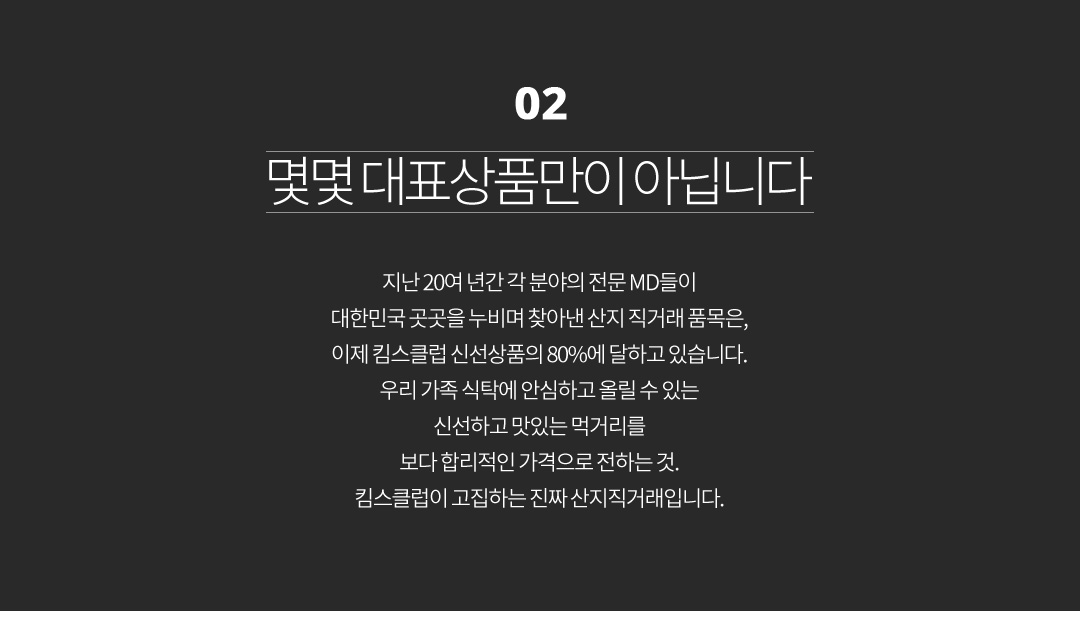 02
몇몇 대표상품만이 아닙니다
지난 20여 년간 각 분야의 전문 MD들이
대한민국 곳곳을 누비며 찾아낸 산지 직거래 품목은,
이제 킴스클럽 신선상품의 80%에 달하고 있습니다.
우리 가족 식탁에 안심하고 올릴 수 있는
신선하고 맛있는 먹거리를
보다 합리적인 가격으로 전하는 것.
킴스클럽이 고집하는 진짜 산지직거래입니다.